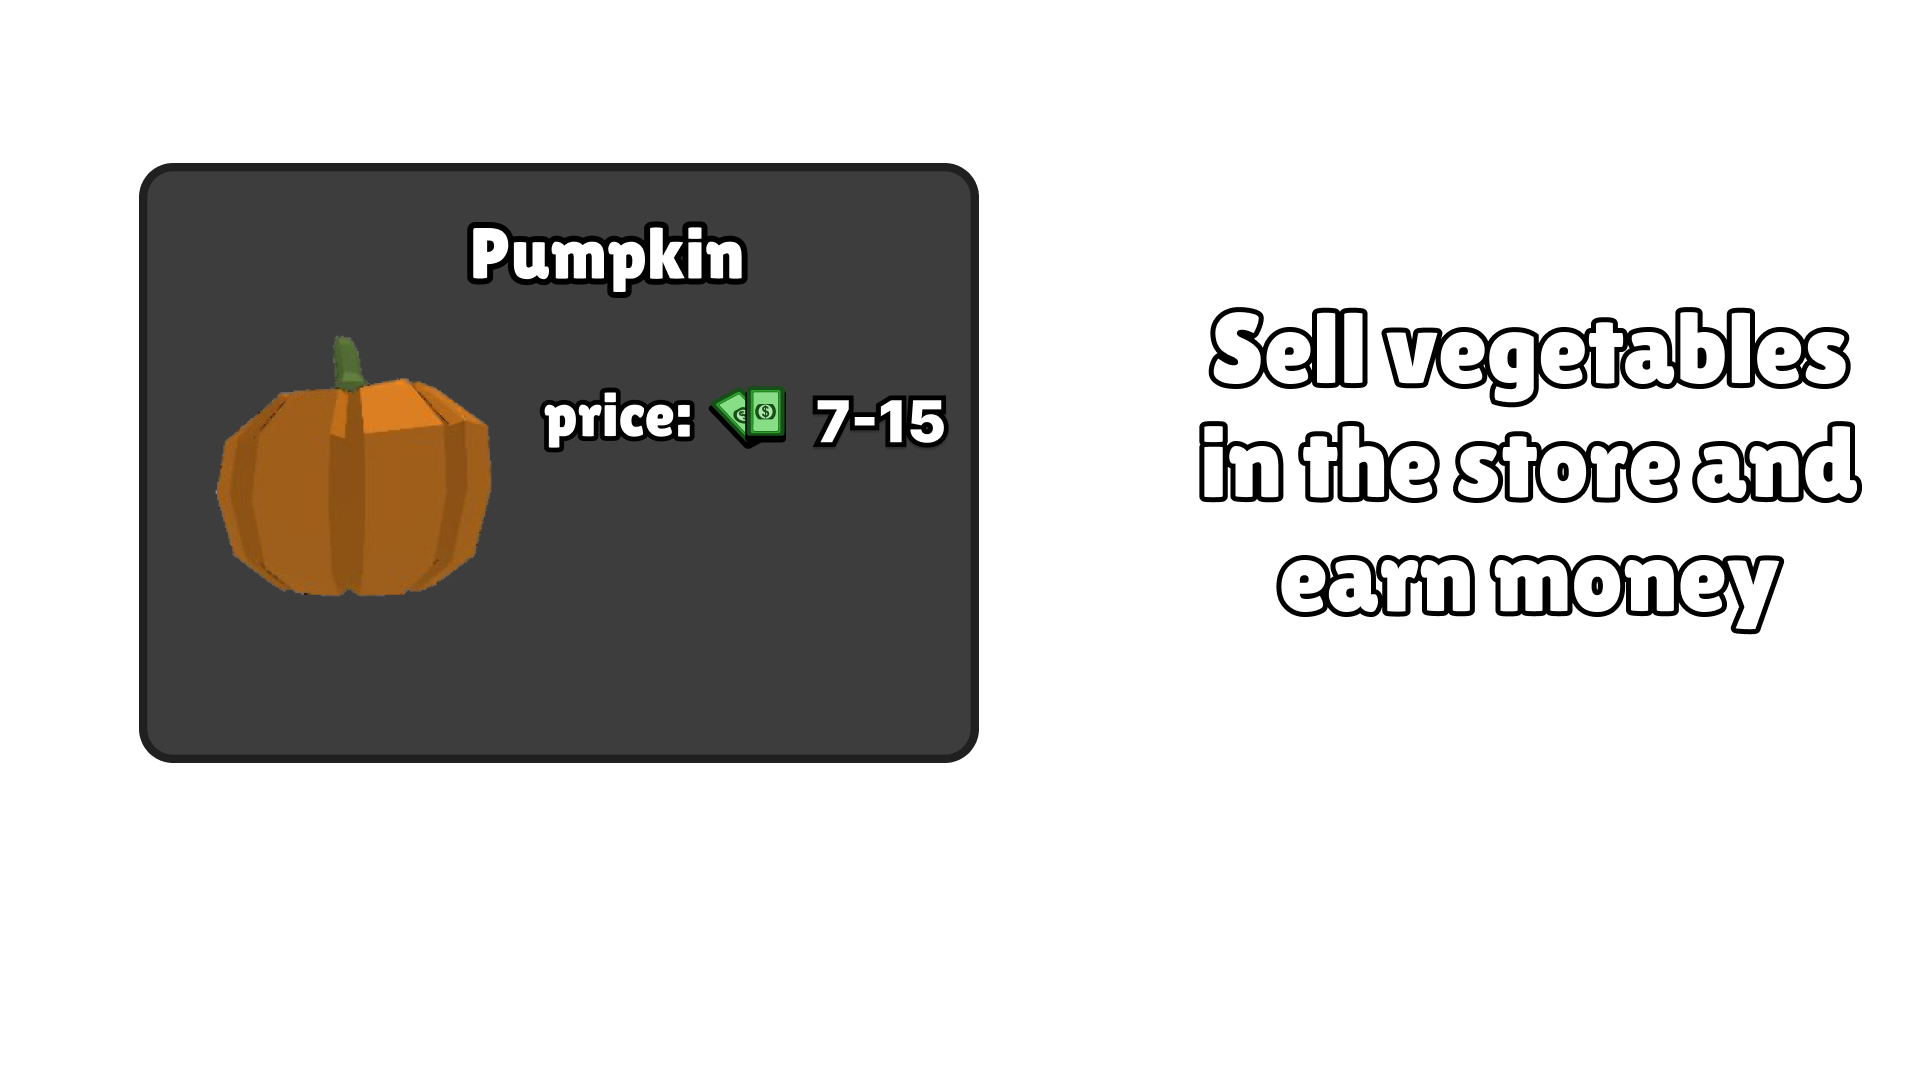 Pumpkin
price: 7-15
Sell vegetables
in the store and
earn money